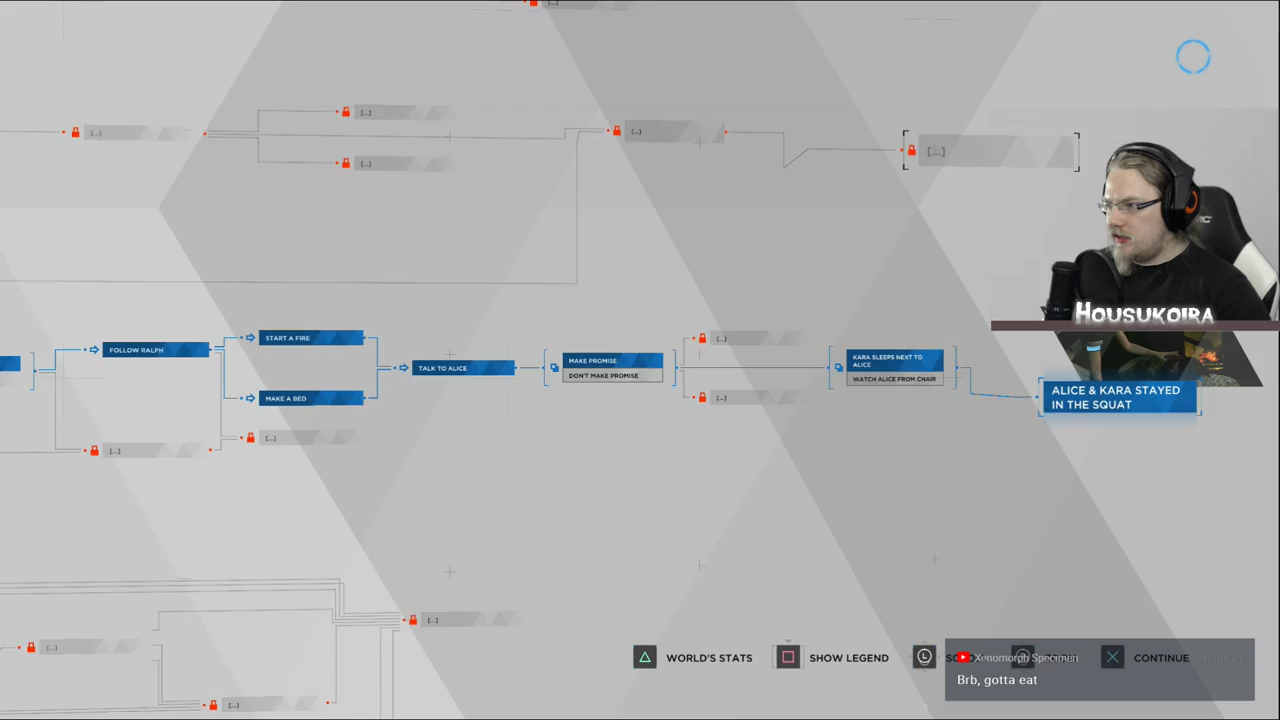 [...]
[...]
[...]
[...]
[...]
HOUSUKOIRA
FOLLOW RALPH
START A FIRE
MAKE A BED
[...]
[...]
TALK TO ALICE
MAKE PROMISE
DON'T MAKE PROMISE
[...]
[...]
KARA SLEEPS NEXT TO
ALICE
WATCH ALICE FROM CHAIR
ALICE & KARA STAYED
IN THE SQUAT
[...]
[...]
[...]
WORLD'S STATS
SHOW LEGEND
CONTINUE
Xenomorph Specimen
Brb, gotta eat